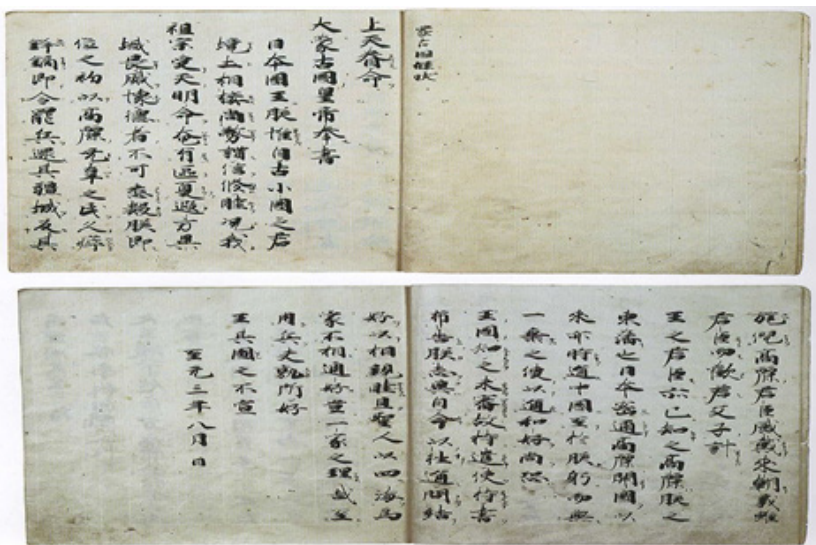 蒙古国牒状
上天眷命
大蒙古國皇帝奉書
日本國王朕惟自古小國之君
境土相接尚務講信修睦況我
祖宗受天明命奄有區夏遐方異
域畏威懷德者不可悉數朕即
位之初以高麗无辜之民久瘁
鋒鏑即令罷兵還其疆域反其
旄倪高麗君臣感戴來朝義雖
君臣而歡若父子計
王之君臣亦已知之高麗朕之
東藩也日本密邇高麗開國以
來亦時通中國至於朕躬而無
一乘之使以通和好尚恐
王國知之未審故特遣使持書
布告朕志冀自今以往通問結
好以相親睦且聖人以四海為
家不相通好豈一家之理哉至
用兵夫孰所好
王其圖之不宣
至元三年八月日